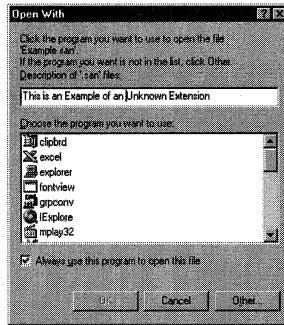 Open With
Click the program you want to use to open the file
'Example.san'.
If the program you want is not in the list, click Other.
Description of '.san' files:
This is an Example of an Unknown Extension
Choose the program you want to use:
clipbrd
excel
explorer
fontview
grpconv
IExplore
mplay32
Always use this program to open this file
OK
Cancel
Other...